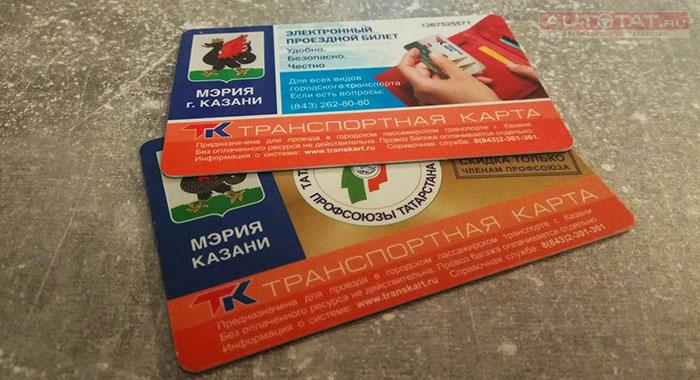 AUTOTAT.RU
ЭЛЕКТРОННЫЙ
ПРОЕЗДНОЙ БИЛЕТ
1267525571
Удобно.
Безопасно.
Честно
Для всех видов
городского транспорта
Если есть вопросы:
(843) 262-80-80
МЭРИЯ
г. КАЗАНИ
ТК ТРАНСПОРТНАЯ КАРТА
Предназначена для проезда в городском пассажирском транспорте г. Казани
Без оплаченного ресурса не действительна. Провоз багажа оплачивается отдельно.
Информация о системе: www.transkart.ru Справочная служба: 8(843)2-301-301
СКИДКА ТОЛЬКО
ЧЛЕНАМ ПРОФСОЮЗА
ПРОФСОЮЗЫ ТАТАРСТАНА
МЭРИЯ
КАЗАНИ
ТК ТРАНСПОРТНАЯ КАРТА
Предназначена для проезда в городском пассажирском транспорте г. Казани
Без оплаченного ресурса не действительна. Провоз багажа оплачивается отдельно
Информация о системе: www.transkart.ru Справочная служба: 8(843)2-301-301